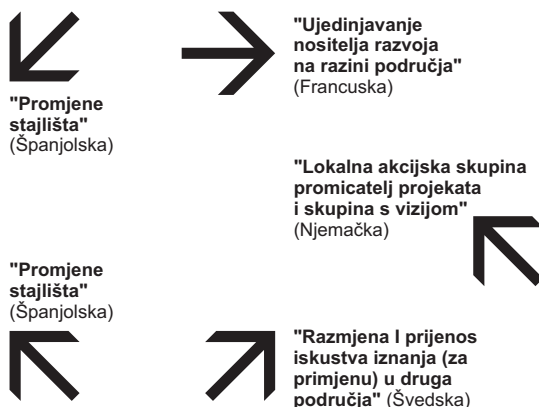 "Ujedinjavanje
nositelja razvoja
na razini područja"
(Francuska)
"Promjene
stajlišta"
(Španjolska)
"Lokalna akcijska skupina
promicatelj projekata
i skupina s vizijom"
(Njemačka)
"Promjene
stajlišta"
(Španjolska)
"Razmjena I prijenos
iskustva iznanja (za
primjenu) u druga
područja" (Švedska)